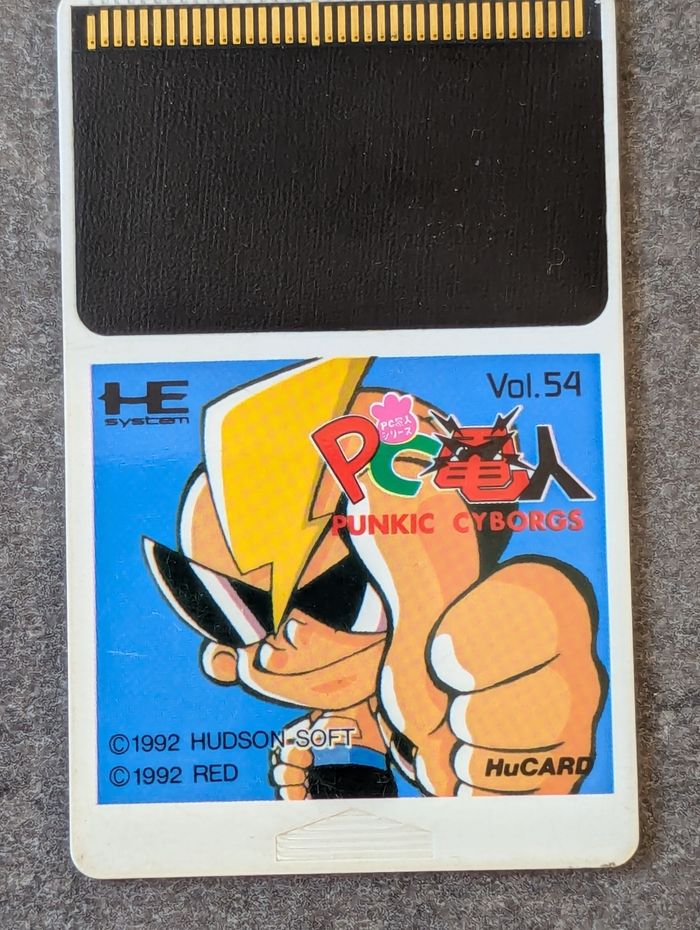 HE
system
Vol.54
PC電人
シリーズ
PC電人
PUNKIC CYBORGS
©1992 HUDSON SOFT
©1992 RED
HuCARD